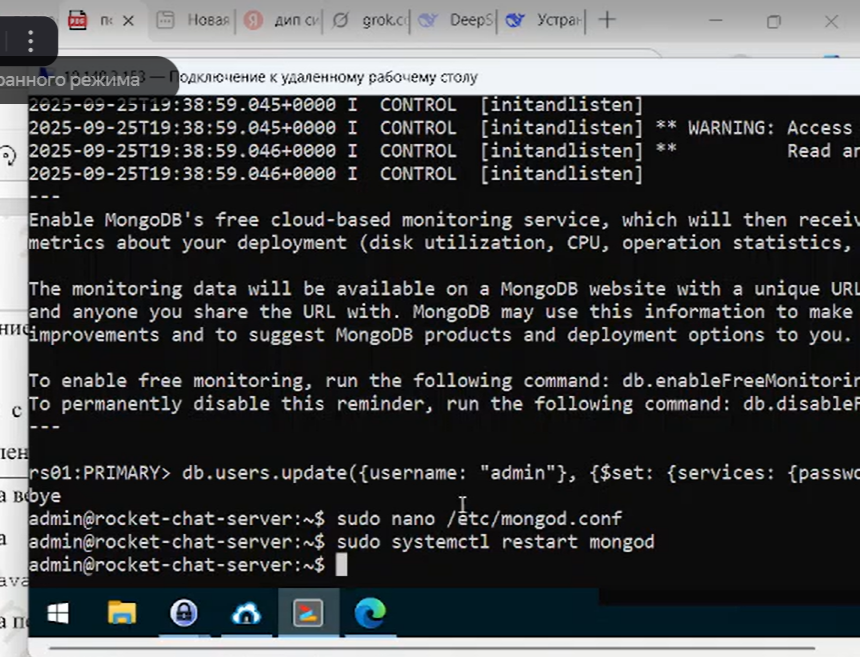 Новая
дип си
grok.c
DeepS
Устран
ранного режима
— Подключение к удаленному рабочему столу
2025-09-25T19:38:59.045+0000 I  CONTROL  [initandlisten]
2025-09-25T19:38:59.045+0000 I  CONTROL  [initandlisten] ** WARNING: Access
2025-09-25T19:38:59.046+0000 I  CONTROL  [initandlisten] **          Read an
2025-09-25T19:38:59.046+0000 I  CONTROL  [initandlisten]
---
Enable MongoDB's free cloud-based monitoring service, which will then receiv
metrics about your deployment (disk utilization, CPU, operation statistics,
The monitoring data will be available on a MongoDB website with a unique URL
and anyone you share the URL with. MongoDB may use this information to make
improvements and to suggest MongoDB products and deployment options to you.
To enable free monitoring, run the following command: db.enableFreeMonitorin
To permanently disable this reminder, run the following command: db.disableF
---
rs01:PRIMARY> db.users.update({username: "admin"}, {$set: {services: {passwo
bye
admin@rocket-chat-server:~$ sudo nano /etc/mongod.conf
admin@rocket-chat-server:~$ sudo systemctl restart mongod
admin@rocket-chat-server:~$